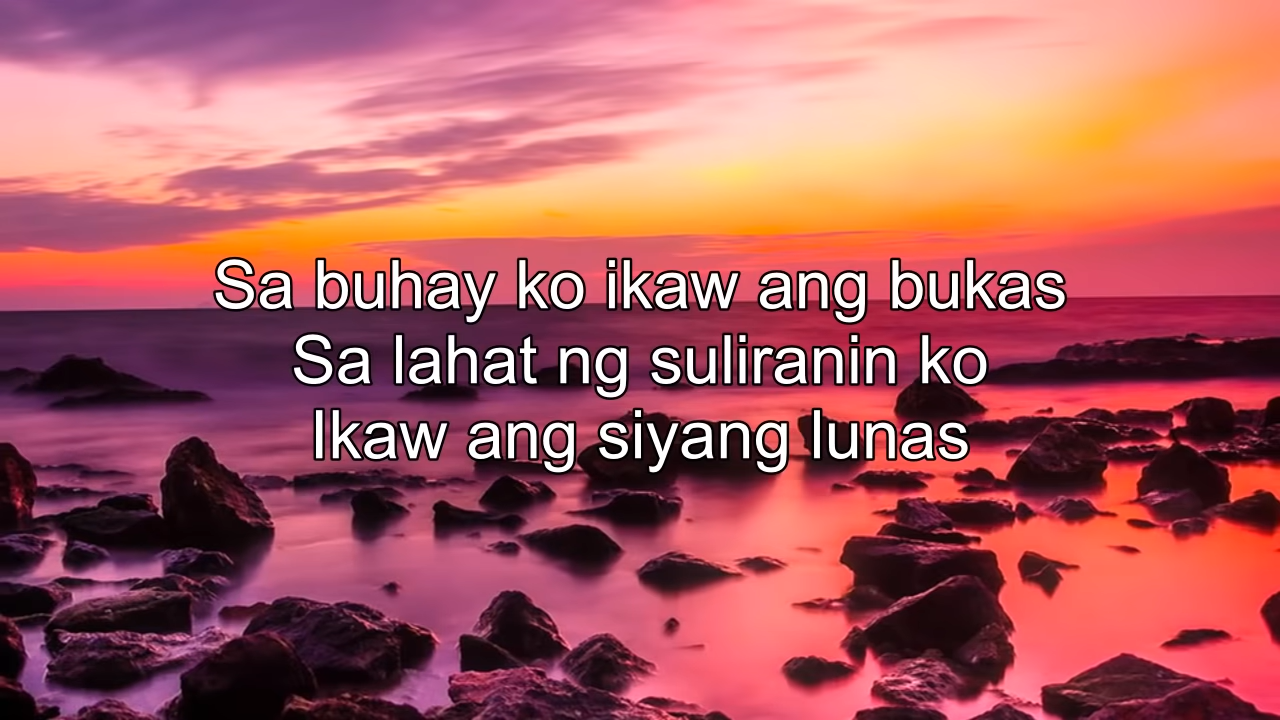 Sa buhay ko ikaw ang bukas
Sa lahat ng suliranin ko
Ikaw ang siyang lunas